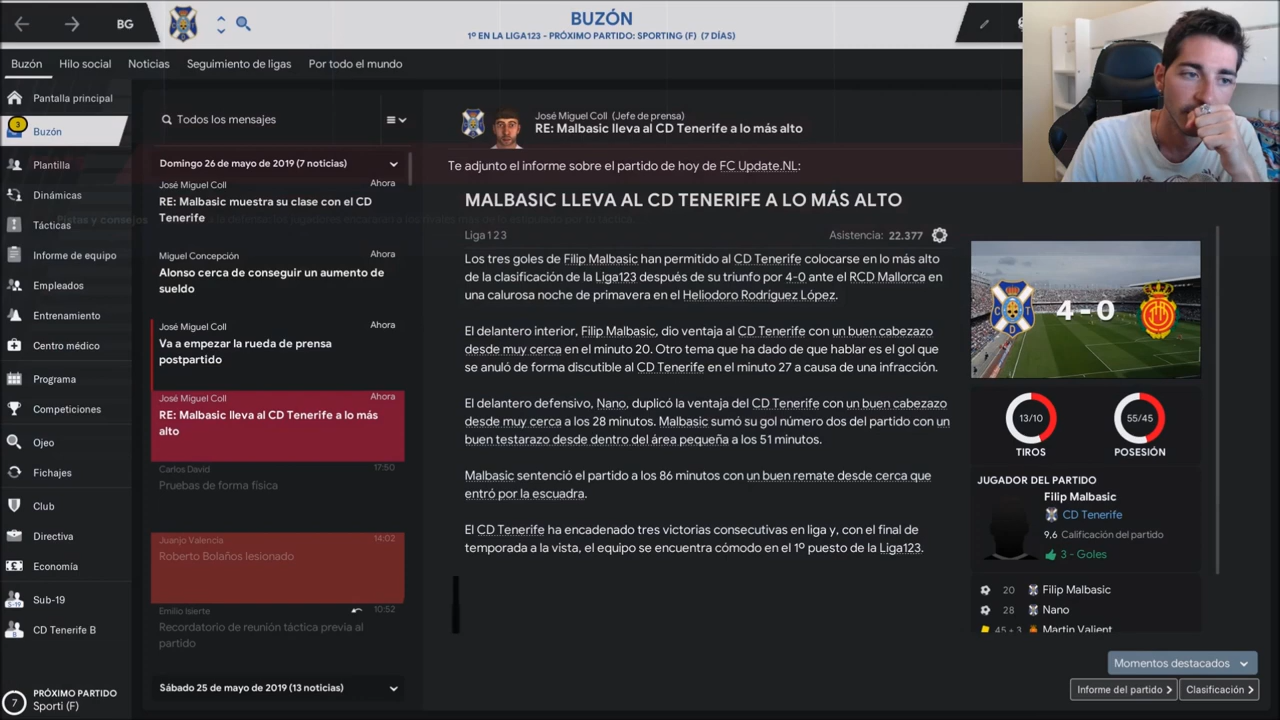 BG
BUZÓN
1º EN LA LIGA123 - PRÓXIMO PARTIDO: SPORTING (F) (7 DÍAS)
Buzón
Hilo social
Noticias
Seguimiento de ligas
Por todo el mundo
Pantalla principal
3
Buzón
Plantilla
Dinámicas
Tácticas
Informe de equipo
Empleados
Entrenamiento
Centro médico
Programa
Competiciones
Ojeo
Fichajes
Club
Directiva
Economía
Sub-19
CD Tenerife B
7
PRÓXIMO PARTIDO
Sporti (F)
Todos los mensajes
Domingo 26 de mayo de 2019 (7 noticias)
José Miguel Coll
Ahora
RE: Malbasic muestra su clase con el CD
Tenerife
Pistas y consejos
Miguel Concepción
Ahora
Alonso cerca de conseguir un aumento de
sueldo
José Miguel Coll
Ahora
Va a empezar la rueda de prensa
postpartido
José Miguel Coll
Ahora
RE: Malbasic lleva al CD Tenerife a lo más
alto
Carlos David
17:50
Pruebas de forma física
Juanjo Valencia
14:02
Roberto Bolaños lesionado
Emilio Isierte
10:52
Recordatorio de reunión táctica previa al
partido
Sábado 25 de mayo de 2019 (13 noticias)
José Miguel Coll (Jefe de prensa)
RE: Malbasic lleva al CD Tenerife a lo más alto
Te adjunto el informe sobre el partido de hoy de FC Update.NL:
MALBASIC LLEVA AL CD TENERIFE A LO MÁS ALTO
Liga123
Asistencia: 22.377
Los tres goles de Filip Malbasic han permitido al CD Tenerife colocarse en lo más alto
de la clasificación de la Liga123 después de su triunfo por 4-0 ante el RCD Mallorca en
una calurosa noche de primavera en el Heliodoro Rodríguez López.
El delantero interior, Filip Malbasic, dio ventaja al CD Tenerife con un buen cabezazo
desde muy cerca en el minuto 20. Otro tema que ha dado de que hablar es el gol que
se anuló de forma discutible al CD Tenerife en el minuto 27 a causa de una infracción.
El delantero defensivo, Nano, duplicó la ventaja del CD Tenerife con un buen cabezazo
desde muy cerca a los 28 minutos. Malbasic sumó su gol número dos del partido con un
buen testarazo desde dentro del área pequeña a los 51 minutos.
Malbasic sentenció el partido a los 86 minutos con un buen remate desde cerca que
entró por la escuadra.
El CD Tenerife ha encadenado tres victorias consecutivas en liga y, con el final de
temporada a la vista, el equipo se encuentra cómodo en el 1º puesto de la Liga123.
4-0
13/10
TIROS
55/45
POSESIÓN
JUGADOR DEL PARTIDO
Filip Malbasic
CD Tenerife
9,6 Calificación del partido
3 - Goles
20 Filip Malbasic
28 Nano
45 + 3 Martin Valjent
Momentos destacados
Informe del partido
Clasificación